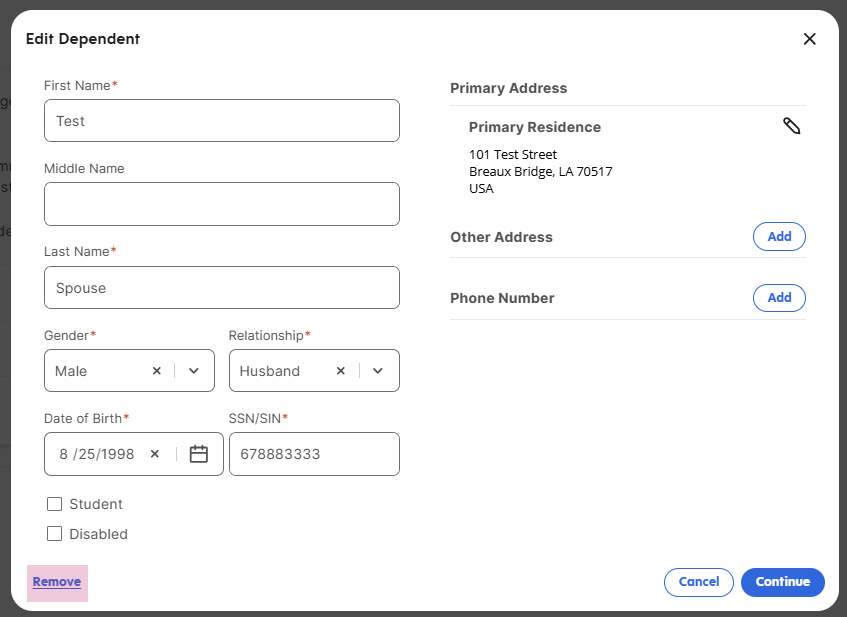 Edit Dependent
First Name*
Test
Middle Name
Last Name*
Spouse
Gender*
Relationship*
Male
Husband
Date of Birth*
SSN/SIN*
8 /25/1998
678883333
Student
Disabled
Primary Address
Primary Residence
101 Test Street
Breaux Bridge, LA 70517
USA
Other Address
Add
Phone Number
Add
Remove
Cancel
Continue